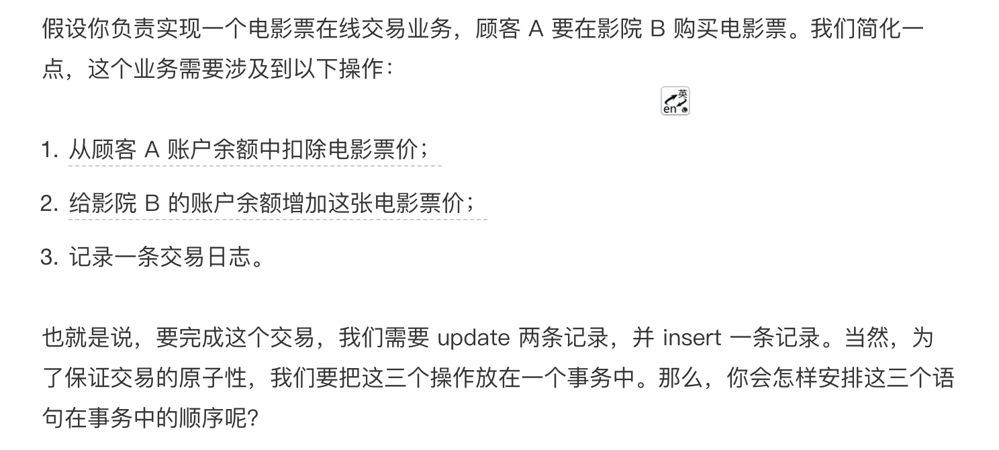 假设你负责实现一个电影票在线交易业务，顾客 A 要在影院 B 购买电影票。我们简化一
点，这个业务需要涉及到以下操作：
英
en
1. 从顾客 A 账户余额中扣除电影票价；
2. 给影院 B 的账户余额增加这张电影票价；
3. 记录一条交易日志。
也就是说，要完成这个交易，我们需要 update 两条记录，并 insert 一条记录。当然，为
了保证交易的原子性，我们要把这三个操作放在一个事务中。那么，你会怎样安排这三个语
句在事务中的顺序呢？